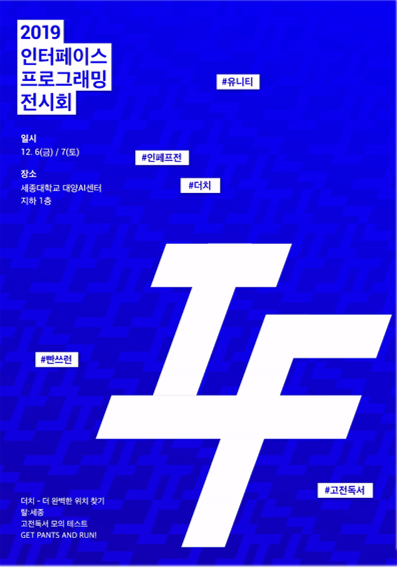 2019
인터페이스
프로그래밍
전시회
#유니티
일시
12. 6(금) / 7(토)
#인페프전
장소
#더치
세종대학교 대양AI센터
지하 1층
IF
#빤쓰런
#고전독서
더치 - 더 완벽한 위치 찾기
탈:세종
고전독서 모의 테스트
GET PANTS AND RUN!